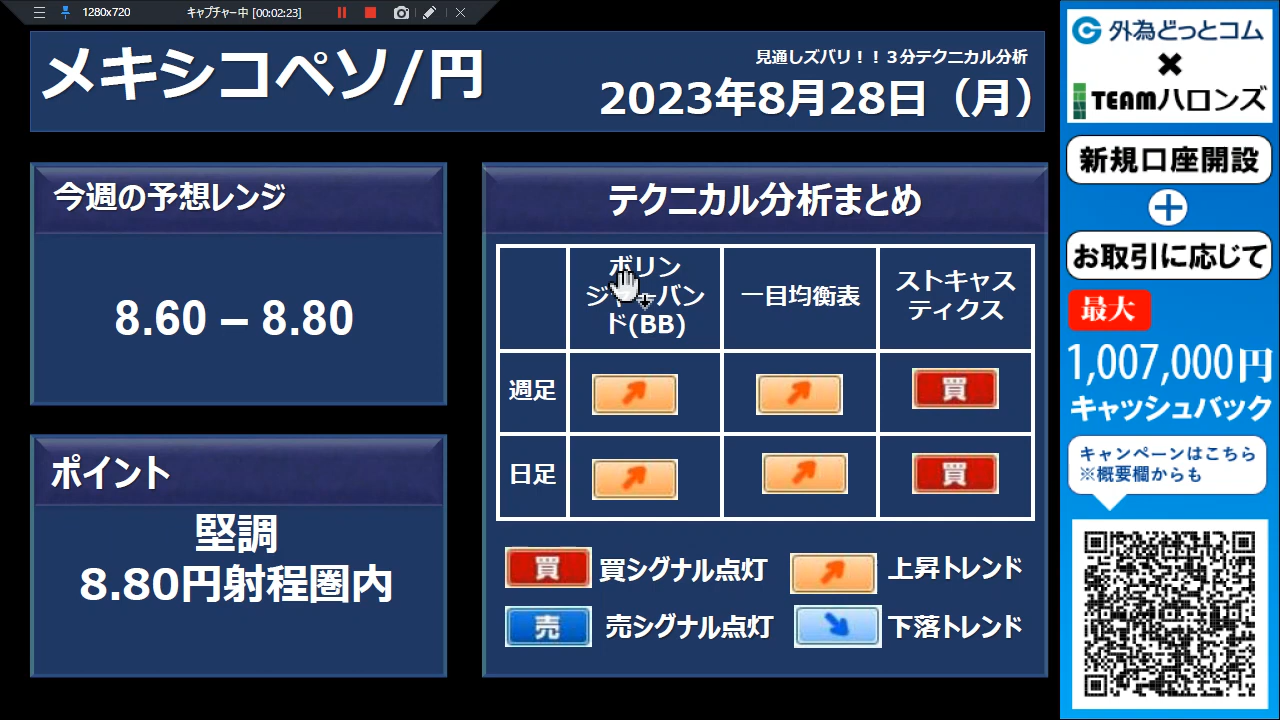 1280x720
キャプチャー中 [00:02:23]
メキシコペソ/円
見通しズバリ！！３分テクニカル分析
2023年8月28日（月）
今週の予想レンジ
8.60 – 8.80
ポイント
堅調
8.80円射程圏内
テクニカル分析まとめ
ボリン
ジャーバン
ド(BB)
一目均衡表
ストキャス
ティクス
週足
買
日足
買
買
買シグナル点灯
上昇トレンド
売
売シグナル点灯
下落トレンド
外為どっとコム
×
TEAMハロンズ
新規口座開設
+
お取引に応じて
最大
1,007,000円
キャッシュバック
キャンペーンはこちら
※概要欄からも